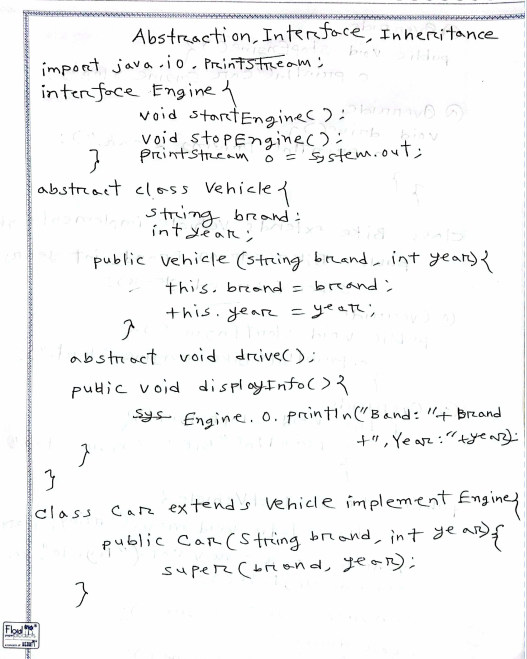 Abstraction, Interface, Inheritance
import java.io.PrintStream;
interface Engine {
void startEngine();
void stopEngine();
PrintStream o = System.out;
}
abstract class Vehicle {
string brand;
int year;
public vehicle (string brand, int year) {
this.brand = brand;
this.year = year;
}
abstract void drive();
public void displayInfo() {
Sys Engine.o.println("Band: "+ brand
+", Year: "+year);
}
}
class Car extends Vehicle implement Engine {
public Car (String brand, int year) {
super (brand, year);
}